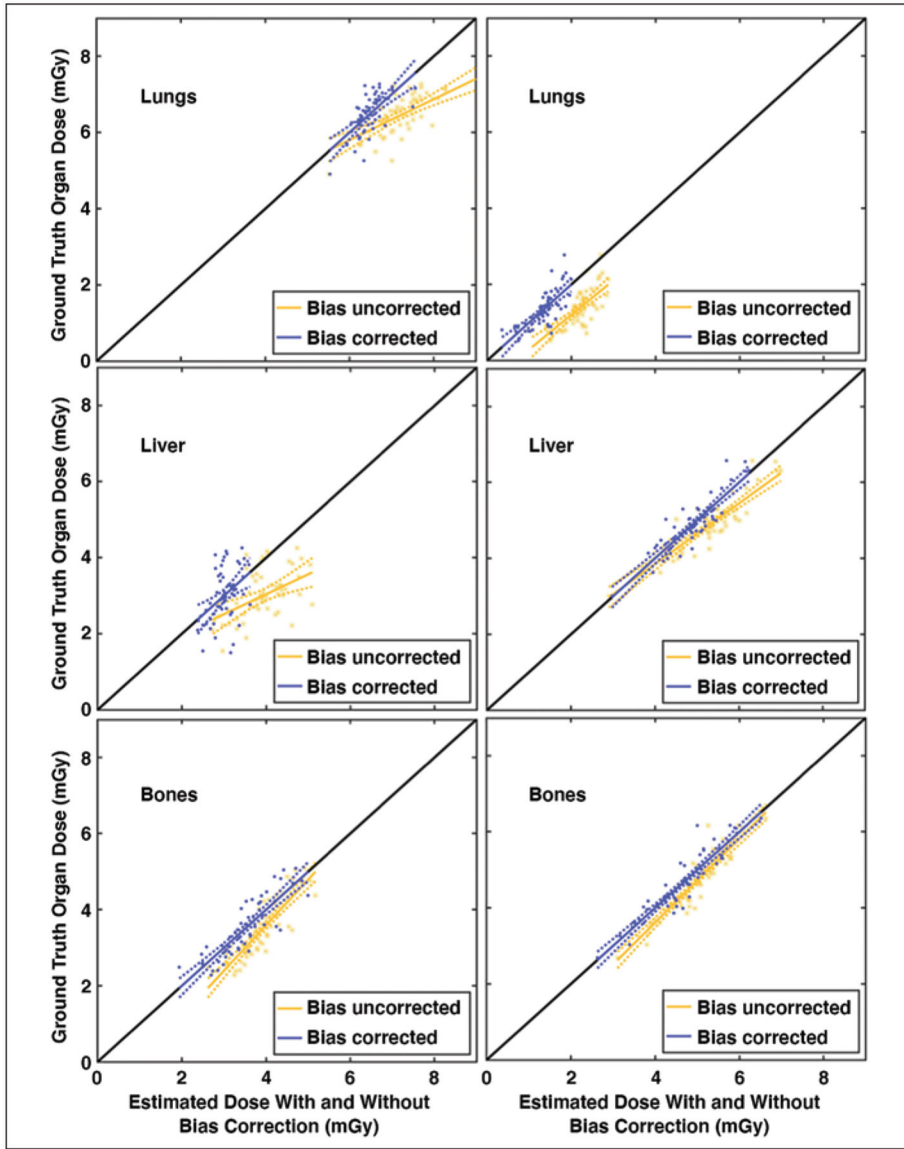 Ground Truth Organ Dose (mGy)
8
6
4
2
0
Lungs
Bias uncorrected
Bias corrected
Lungs
Bias uncorrected
Bias corrected
Ground Truth Organ Dose (mGy)
8
6
4
2
0
Liver
Bias uncorrected
Bias corrected
Liver
Bias uncorrected
Bias corrected
Ground Truth Organ Dose (mGy)
8
6
4
2
0
Bones
Bias uncorrected
Bias corrected
Bones
Bias uncorrected
Bias corrected
0 2 4 6 8
0 2 4 6 8
Estimated Dose With and Without
Bias Correction (mGy)
Estimated Dose With and Without
Bias Correction (mGy)